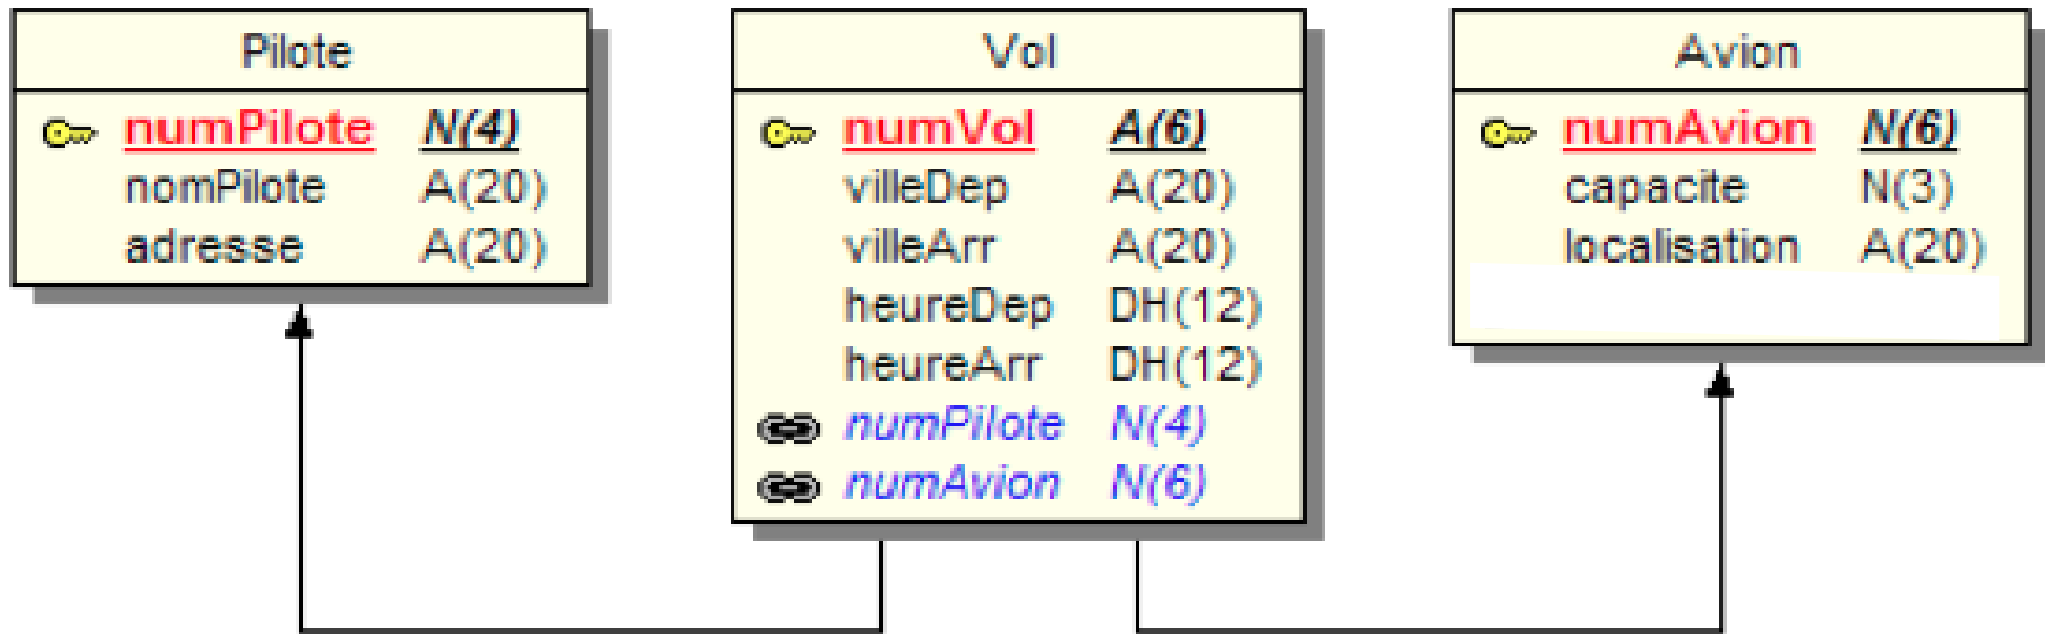 Pilote
numPilote N(4)
nomPilote A(20)
adresse A(20)
Vol
numVol A(6)
villeDep A(20)
villeArr A(20)
heureDep DH(12)
heureArr DH(12)
numPilote N(4)
numAvion N(6)
Avion
numAvion N(6)
capacite N(3)
localisation A(20)